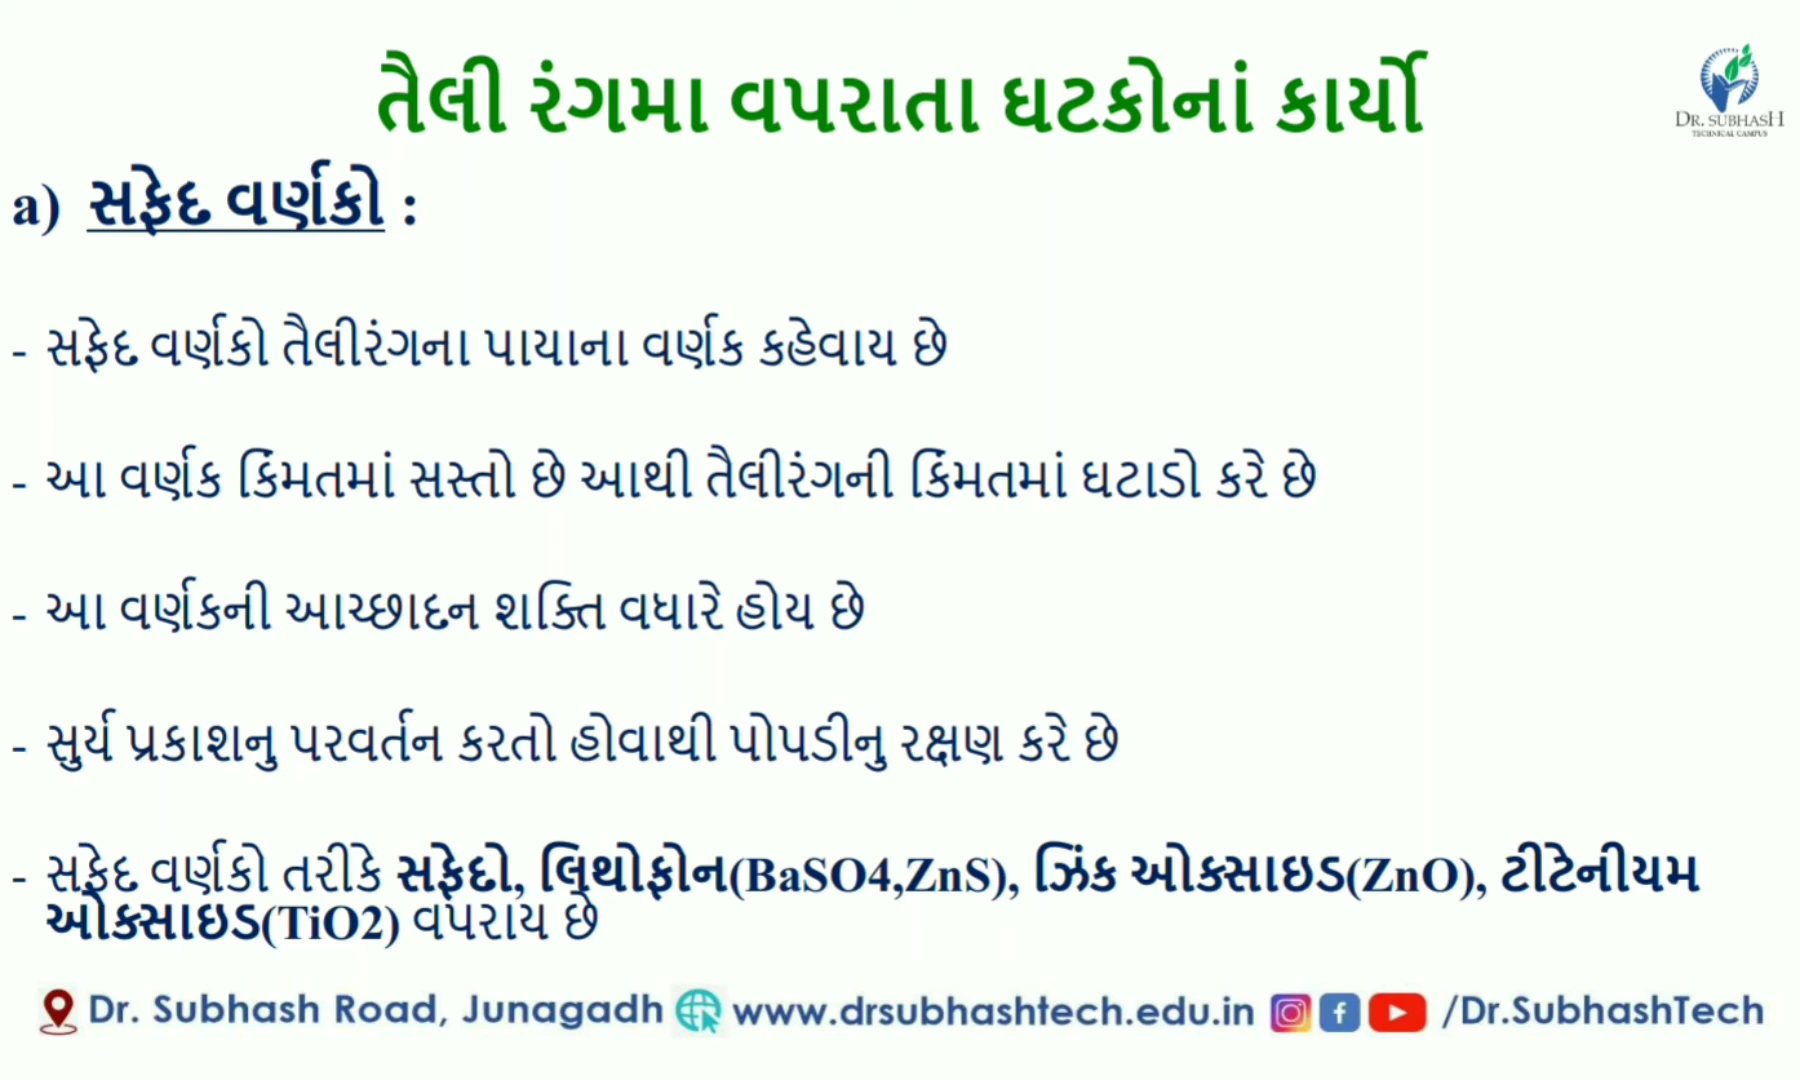 તૈલી રંગમા વપરાતા ઘટકોનાં કાર્યો
DR. SUBHASH
TECHNICAL CAMPUS
a) સફેદ વર્ણકો :
- સફેદ વર્ણકો તૈલીરંગના પાયાના વર્ણક કહેવાય છે
- આ વર્ણક કિંમતમાં સસ્તો છે આથી તૈલીરંગની કિંમતમાં ઘટાડો કરે છે
- આ વર્ણકની આચ્છાદન શક્તિ વધારે હોય છે
- સુર્ય પ્રકાશનુ પરવર્તન કરતો હોવાથી પોપડીનુ રક્ષણ કરે છે
- સફેદ વર્ણકો તરીકે સફેદો, લિથોફોન(BaSO4,ZnS), ઝિંક ઓક્સાઇડ(ZnO), ટીટેનીયમ
ઓક્સાઇડ(TiO2) વપરાય છે
Dr. Subhash Road, Junagadh www.drsubhashtech.edu.in /Dr.SubhashTech